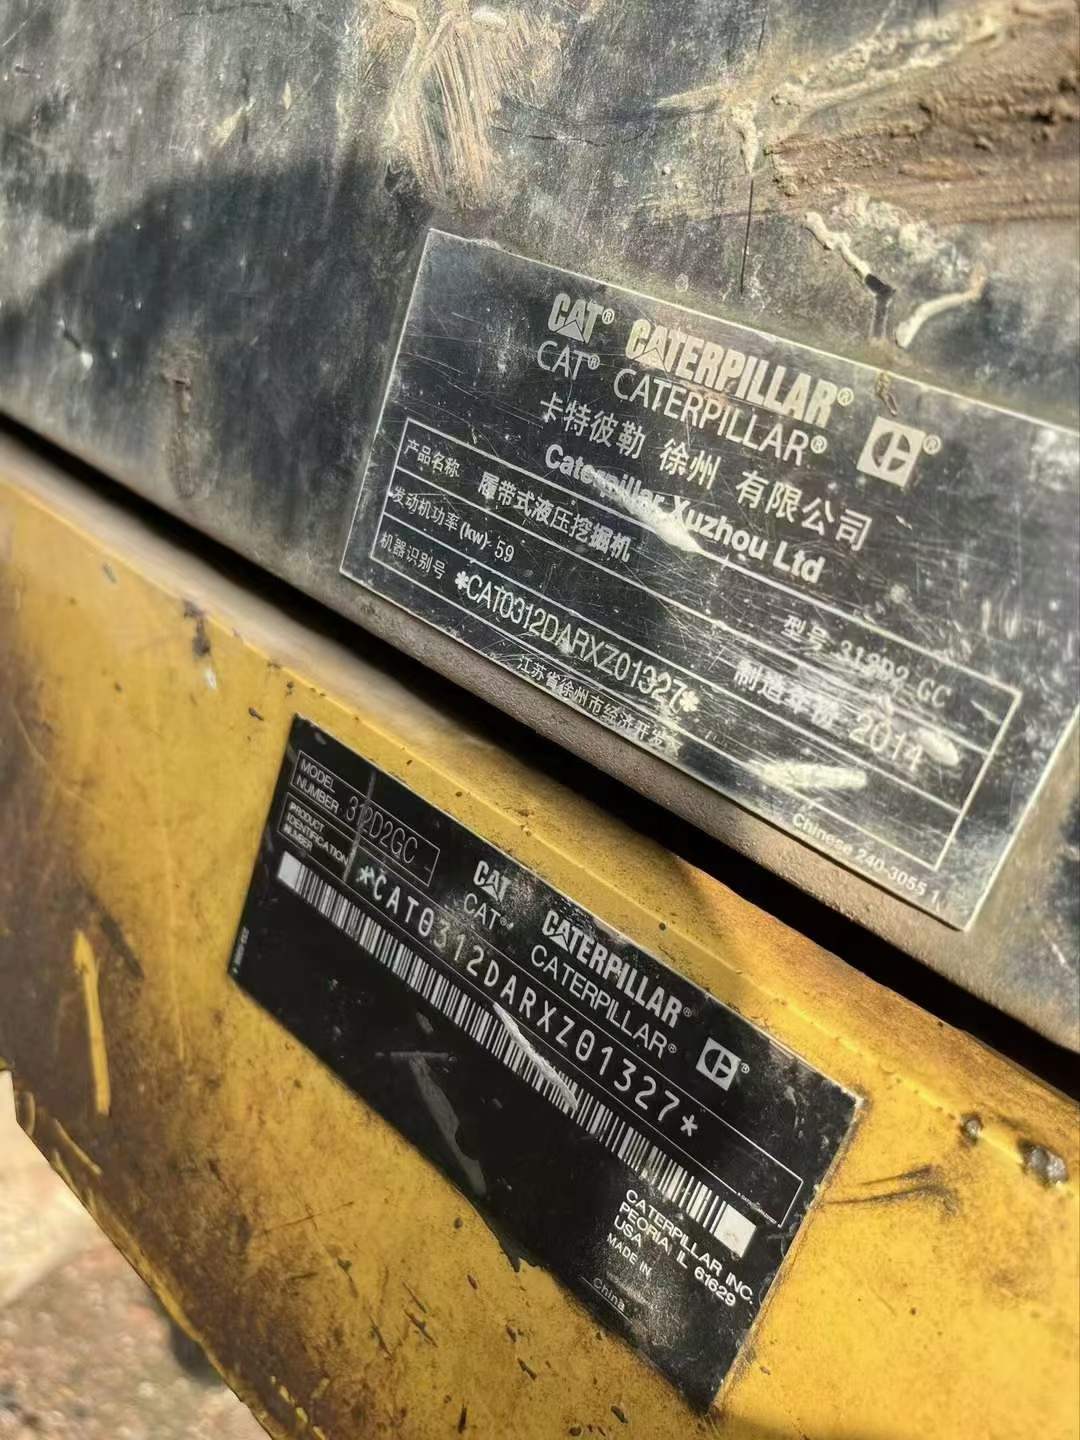 CAT® CATERPILLAR®
CAT® CATERPILLAR®
卡特彼勒 徐州 有限公司
Caterpillar Xuzhou Ltd
产品名称 履带式液压挖掘机 型号 312D2 GC
发动机功率(kw) 59 制造年份 2014
机器识别号 *CAT0312DARXZ01327*
江苏省徐州市经济开发区
Chinese 240-3055 1
MODEL NUMBER 312D2GC
CAT CATERPILLAR®
CAT CATERPILLAR®
PRODUCT IDENTIFICATION NUMBER
*CAT0312DARXZ01327*
CATERPILLAR INC.
PEORIA, IL 61629
USA
MADE IN
China